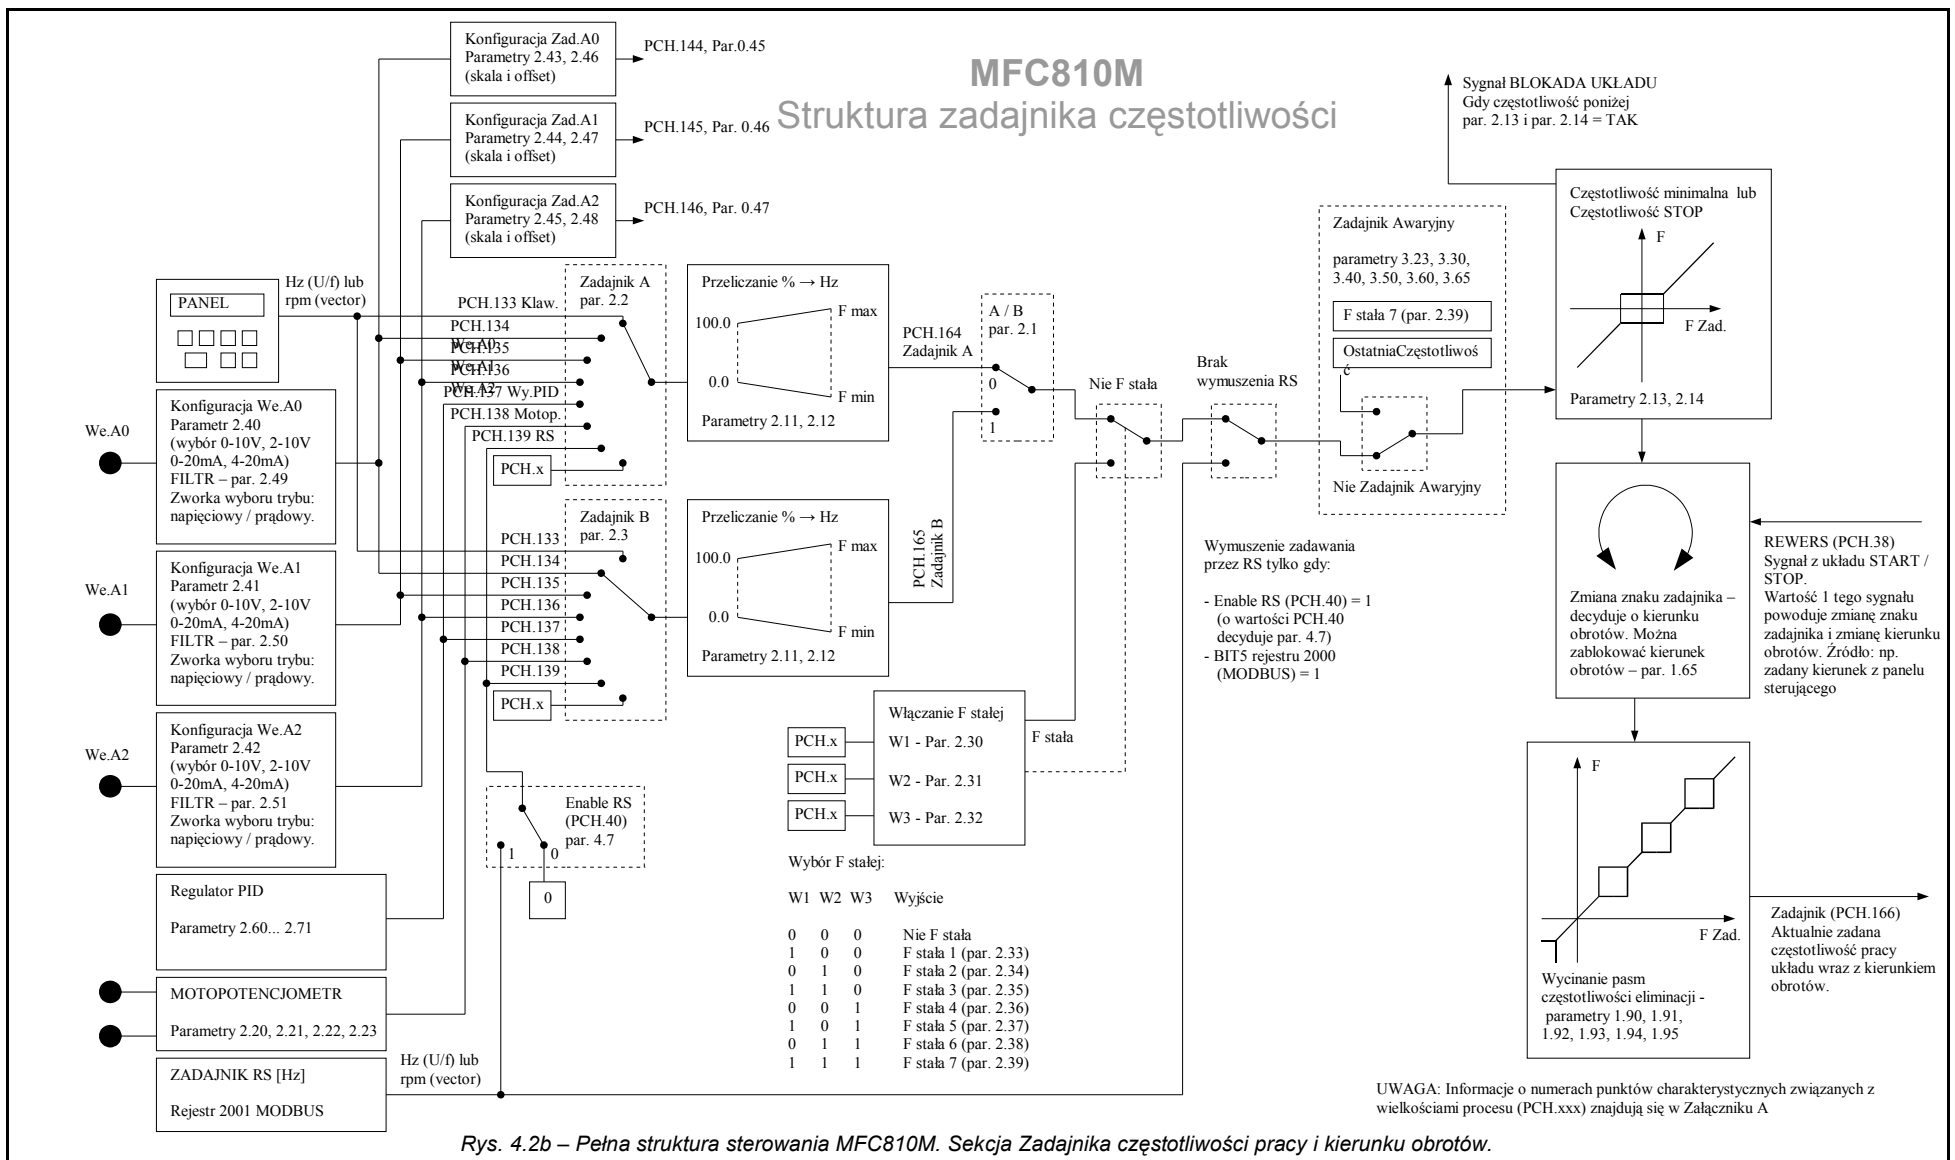 MFC810M
Struktura zadajnika częstotliwości
Konfiguracja Zad.A0
Parametry 2.43, 2.46
(skala i offset)
PCH.144, Par.0.45
Konfiguracja Zad.A1
Parametry 2.44, 2.47
(skala i offset)
PCH.145, Par. 0.46
Konfiguracja Zad.A2
Parametry 2.45, 2.48
(skala i offset)
PCH.146, Par. 0.47
PANEL
Hz (U/f) lub
rpm (vector)
We.A0
Konfiguracja We.A0
Parametr 2.40
(wybór 0-10V, 2-10V
0-20mA, 4-20mA)
FILTR – par. 2.49
Zworka wyboru trybu:
napięciowy / prądowy.
We.A1
Konfiguracja We.A1
Parametr 2.41
(wybór 0-10V, 2-10V
0-20mA, 4-20mA)
FILTR – par. 2.50
Zworka wyboru trybu:
napięciowy / prądowy.
We.A2
Konfiguracja We.A2
Parametr 2.42
(wybór 0-10V, 2-10V
0-20mA, 4-20mA)
FILTR – par. 2.51
Zworka wyboru trybu:
napięciowy / prądowy.
Regulator PID
Parametry 2.60... 2.71
MOTOPOTENCJOMETR
Parametry 2.20, 2.21, 2.22, 2.23
ZADAJNIK RS [Hz]
Rejestr 2001 MODBUS
Hz (U/f) lub
rpm (vector)
Zadajnik A
par. 2.2
PCH.133 Klaw.
PCH.134
We.A0
PCH.135
We.A1
PCH.136
We.A2
PCH.137 Wy.PID
PCH.138 Motop.
PCH.139 RS
PCH.x
Zadajnik B
par. 2.3
PCH.133
PCH.134
PCH.135
PCH.136
PCH.137
PCH.138
PCH.139
PCH.x
Enable RS
(PCH.40)
par. 4.7
1
0
0
Przeliczanie % → Hz
100.0
F max
0.0
F min
Parametry 2.11, 2.12
PCH.164
Zadajnik A
Przeliczanie % → Hz
100.0
F max
0.0
F min
Parametry 2.11, 2.12
PCH.165
Zadajnik B
A / B
par. 2.1
0
1
Nie F stała
Włączanie F stałej
PCH.x
W1 - Par. 2.30
PCH.x
W2 - Par. 2.31
PCH.x
W3 - Par. 2.32
F stała
Wybór F stałej:
W1 W2 W3 Wyjście
0 0 0 Nie F stała
1 0 0 F stała 1 (par. 2.33)
0 1 0 F stała 2 (par. 2.34)
1 1 0 F stała 3 (par. 2.35)
0 0 1 F stała 4 (par. 2.36)
1 0 1 F stała 5 (par. 2.37)
0 1 1 F stała 6 (par. 2.38)
1 1 1 F stała 7 (par. 2.39)
Brak
wymuszenia RS
Wymuszenie zadawania
przez RS tylko gdy:
- Enable RS (PCH.40) = 1
(o wartości PCH.40
decyduje par. 4.7)
- BIT5 rejestru 2000
(MODBUS) = 1
Zadajnik Awaryjny
parametry 3.23, 3.30,
3.40, 3.50, 3.60, 3.65
F stała 7 (par. 2.39)
OstatniaCzęstotliwoś
ć
Nie Zadajnik Awaryjny
Sygnał BLOKADA UKŁADU
Gdy częstotliwość poniżej
par. 2.13 i par. 2.14 = TAK
Częstotliwość minimalna lub
Częstotliwość STOP
F
F Zad.
Parametry 2.13, 2.14
Zmiana znaku zadajnika –
decyduje o kierunku
obrotów. Można
zablokować kierunek
obrotów – par. 1.65
REWERS (PCH.38)
Sygnał z układu START /
STOP.
Wartość 1 tego sygnału
powoduje zmianę znaku
zadajnika i zmianę kierunku
obrotów. Źródło: np.
zadany kierunek z panelu
sterującego
F
F Zad.
Wycinanie pasm
częstotliwości eliminacji -
parametry 1.90, 1.91,
1.92, 1.93, 1.94, 1.95
Zadajnik (PCH.166)
Aktualnie zadana
częstotliwość pracy
układu wraz z kierunkiem
obrotów.
UWAGA: Informacje o numerach punktów charakterystycznych związanych z
wielkościami procesu (PCH.xxx) znajdują się w Załączniku A
Rys. 4.2b – Pełna struktura sterowania MFC810M. Sekcja Zadajnika częstotliwości pracy i kierunku obrotów.